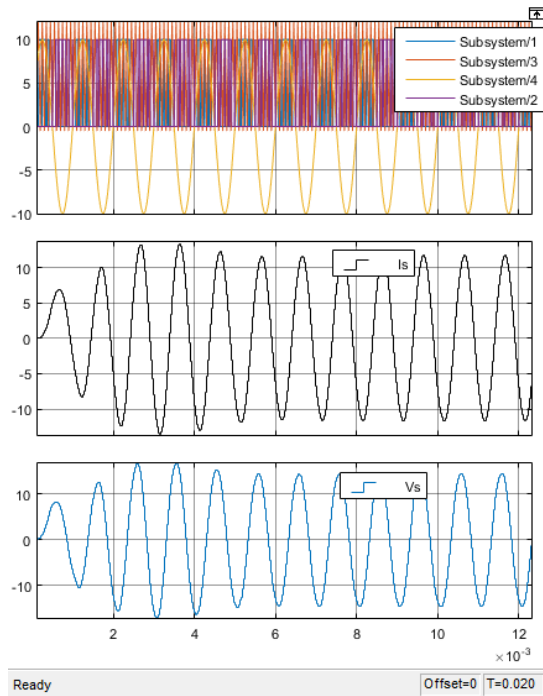 10
5
0
-5
-10
Subsystem/1
Subsystem/3
Subsystem/4
Subsystem/2
10
5
0
-5
-10
Is
10
0
-10
Vs
2 4 6 8 10 12
×10⁻³
Ready Offset=0 T=0.020